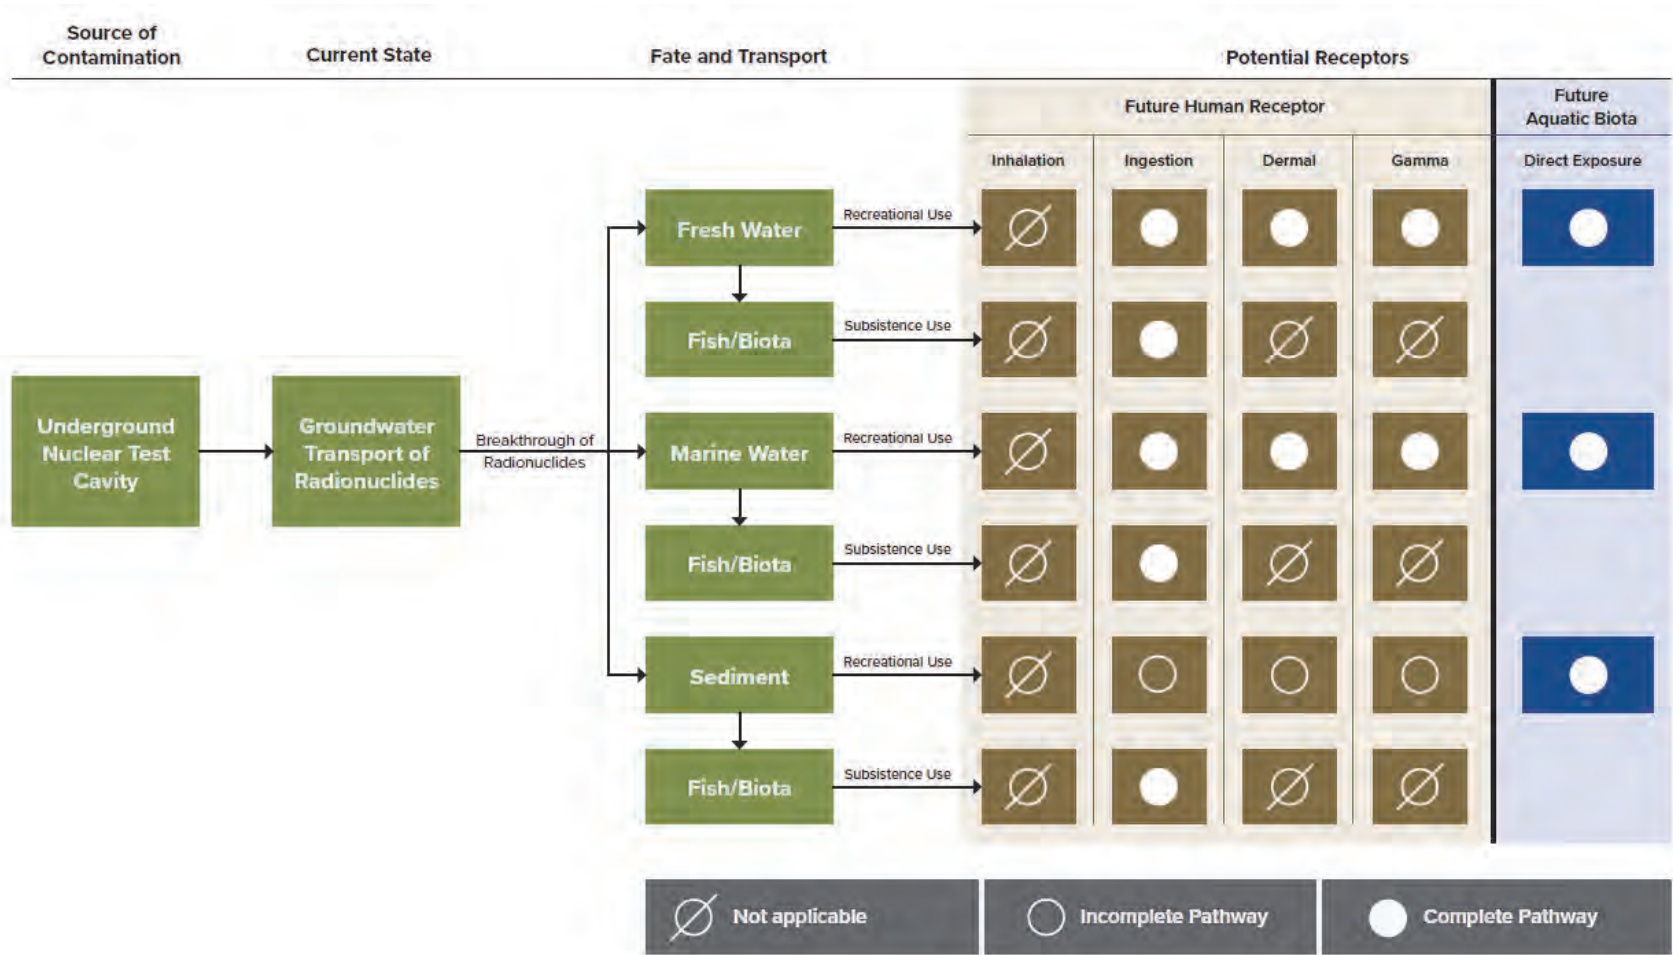 Source of
Contamination
Current State
Fate and Transport
Potential Receptors
Future Human Receptor
Future
Aquatic Biota
Inhalation
Ingestion
Dermal
Gamma
Direct Exposure
Fresh Water
Recreational Use
Fish/Biota
Subsistence Use
Underground
Nuclear Test
Cavity
Groundwater
Transport of
Radionuclides
Breakthrough of
Radionuclides
Marine Water
Recreational Use
Fish/Biota
Subsistence Use
Sediment
Recreational Use
Fish/Biota
Subsistence Use
Not applicable
Incomplete Pathway
Complete Pathway